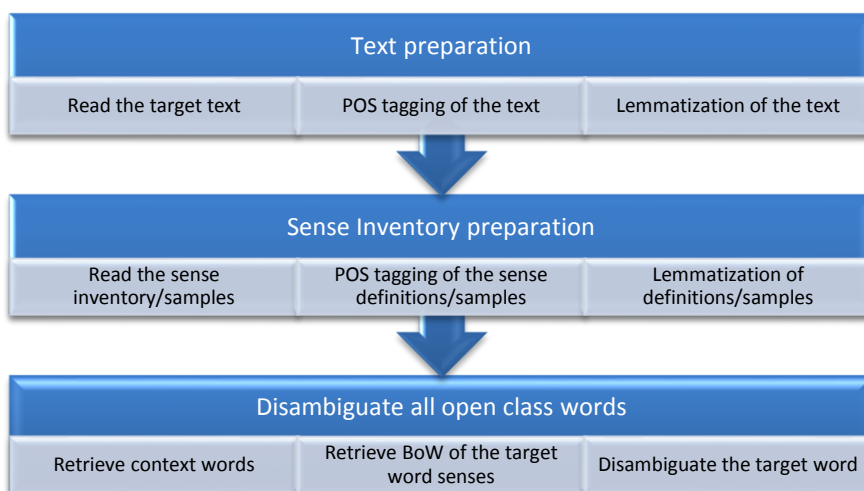 Text preparation
Read the target text
POS tagging of the text
Lemmatization of the text
Sense Inventory preparation
Read the sense
inventory/samples
POS tagging of the sense
definitions/samples
Lemmatization of
definitions/samples
Disambiguate all open class words
Retrieve context words
Retrieve BoW of the target
word senses
Disambiguate the target word